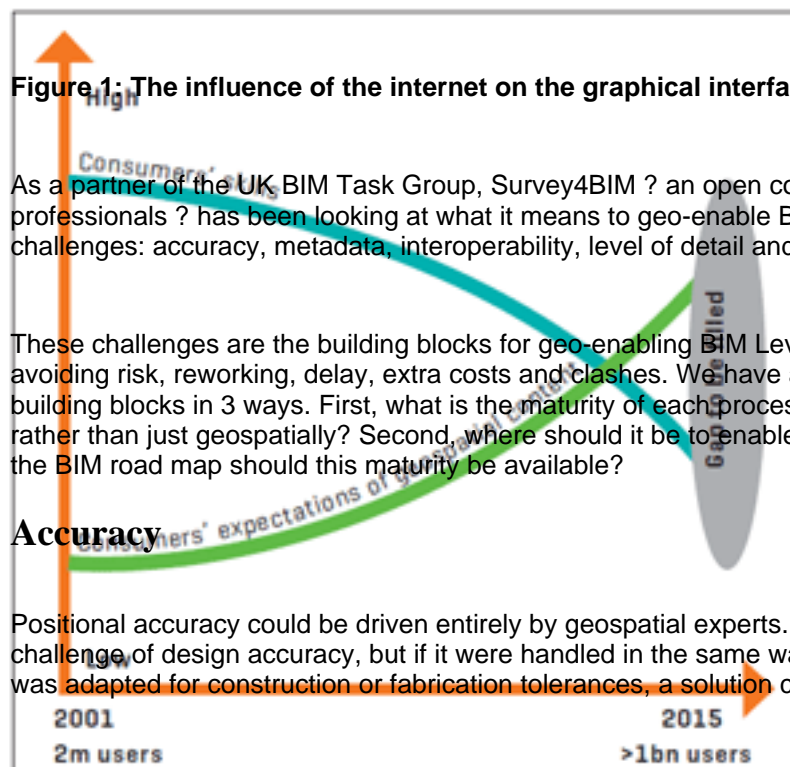 High
Figure 1: The influence of the internet on the graphical interfa
Consumers' skills
As a partner of the UK BIM Task Group, Survey4BIM ? an open co
professionals ? has been looking at what it means to geo-enable B
challenges: accuracy, metadata, interoperability, level of detail and
These challenges are the building blocks for geo-enabling BIM Lev
avoiding risk, reworking, delay, extra costs and clashes. We have a
building blocks in 3 ways. First, what is the maturity of each proces
rather than just geospatially? Second, where should it be to enable
the BIM road map should this maturity be available?
Gap to be filled
Consumers' expectations of geospatial content
Accuracy
Positional accuracy could be driven entirely by geospatial experts.
challenge of design accuracy, but if it were handled in the same wa
was adapted for construction or fabrication tolerances, a solution c
Low
2001
2m users
2015
>1bn users